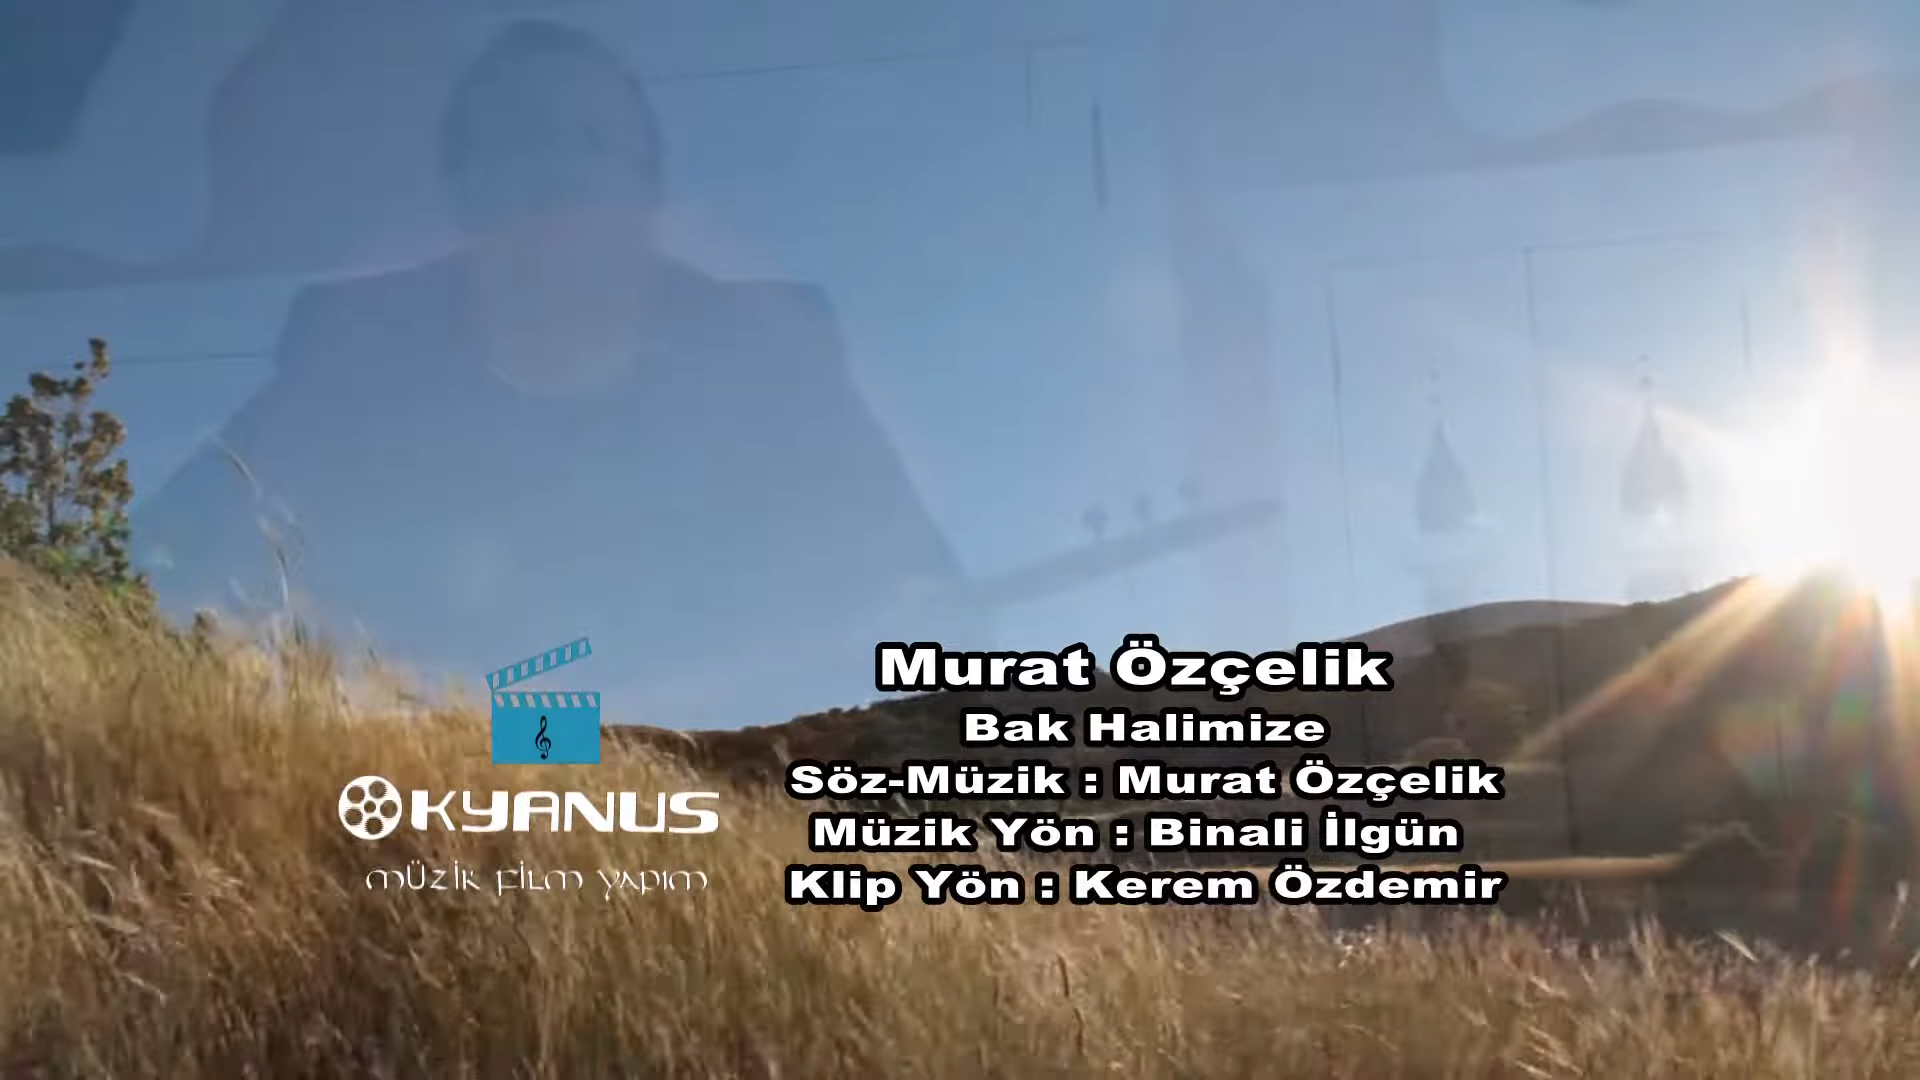 OKYANUS
müzik film yapım
Murat Özçelik
Bak Halimize
Söz-Müzik : Murat Özçelik
Müzik Yön : Binali İlgün
Klip Yön : Kerem Özdemir